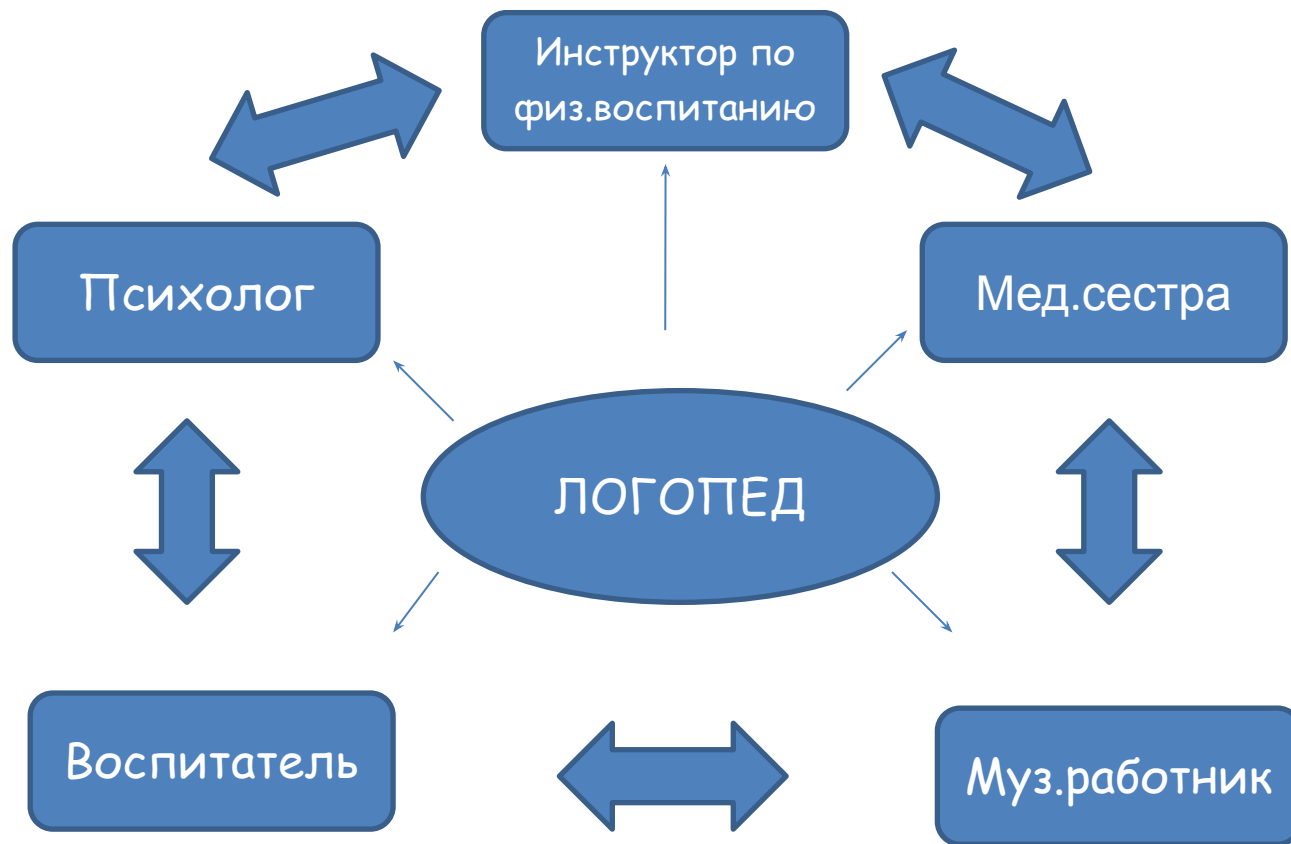 Инструктор по
физ.воспитанию
Психолог
Мед.сестра
ЛОГОПЕД
Воспитатель
Муз.работник